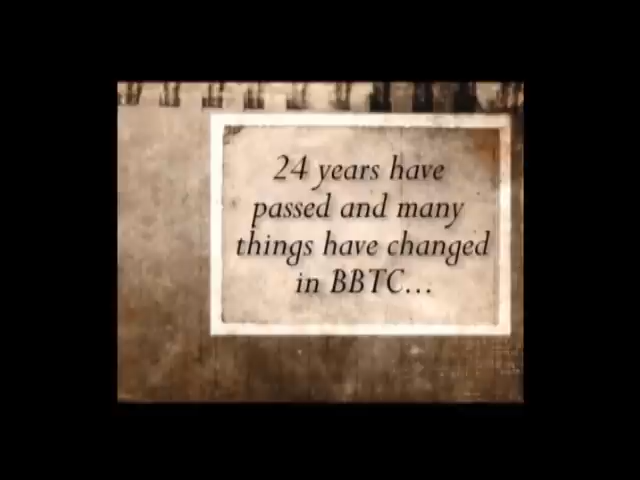 24 years have
passed and many
things have changed
in BBTC...